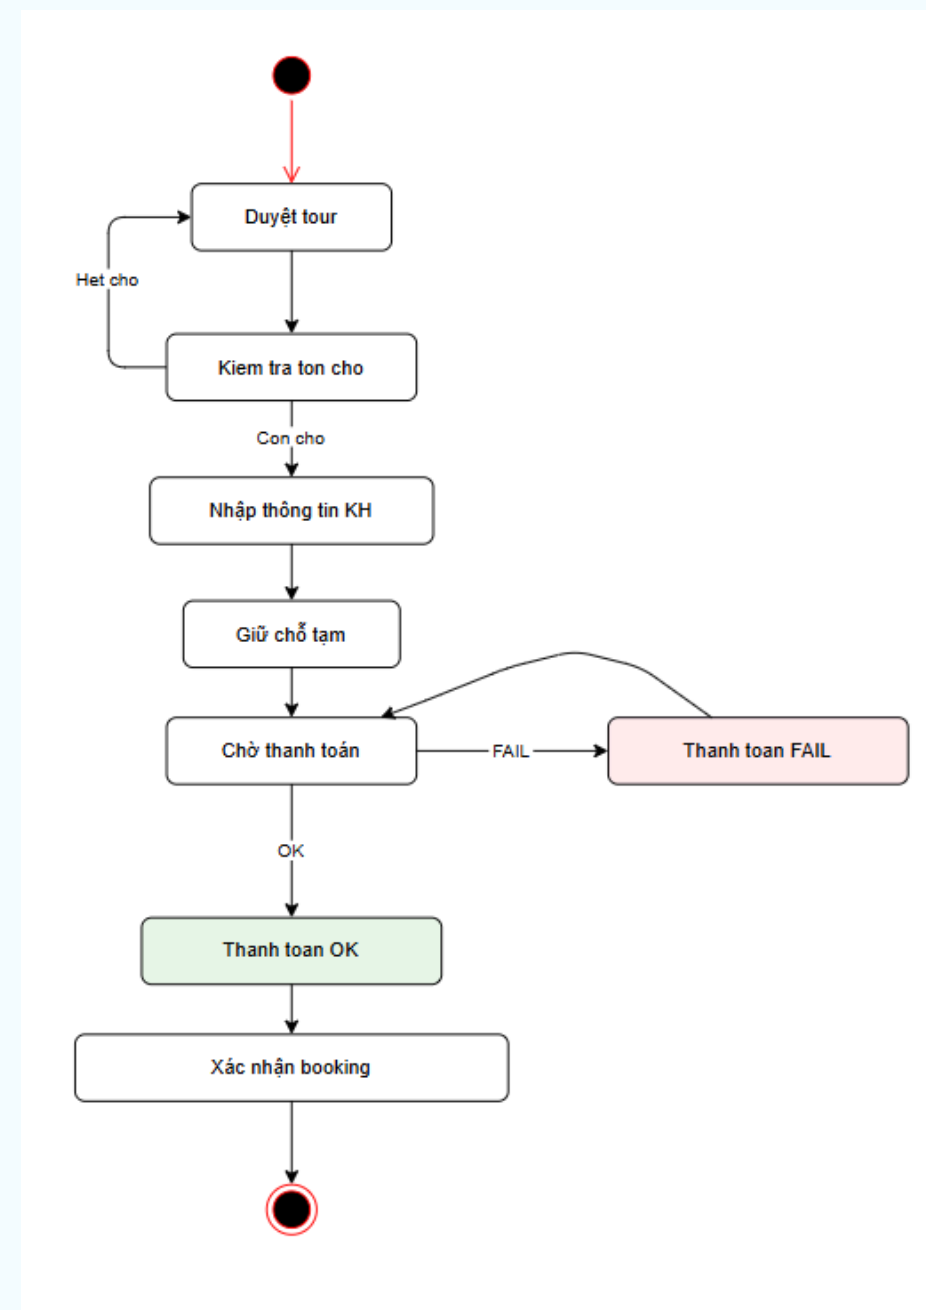 Duyệt tour
Het cho
Kiem tra ton cho
Con cho
Nhập thông tin KH
Giữ chỗ tạm
Chờ thanh toán
FAIL
Thanh toan FAIL
OK
Thanh toan OK
Xác nhận booking